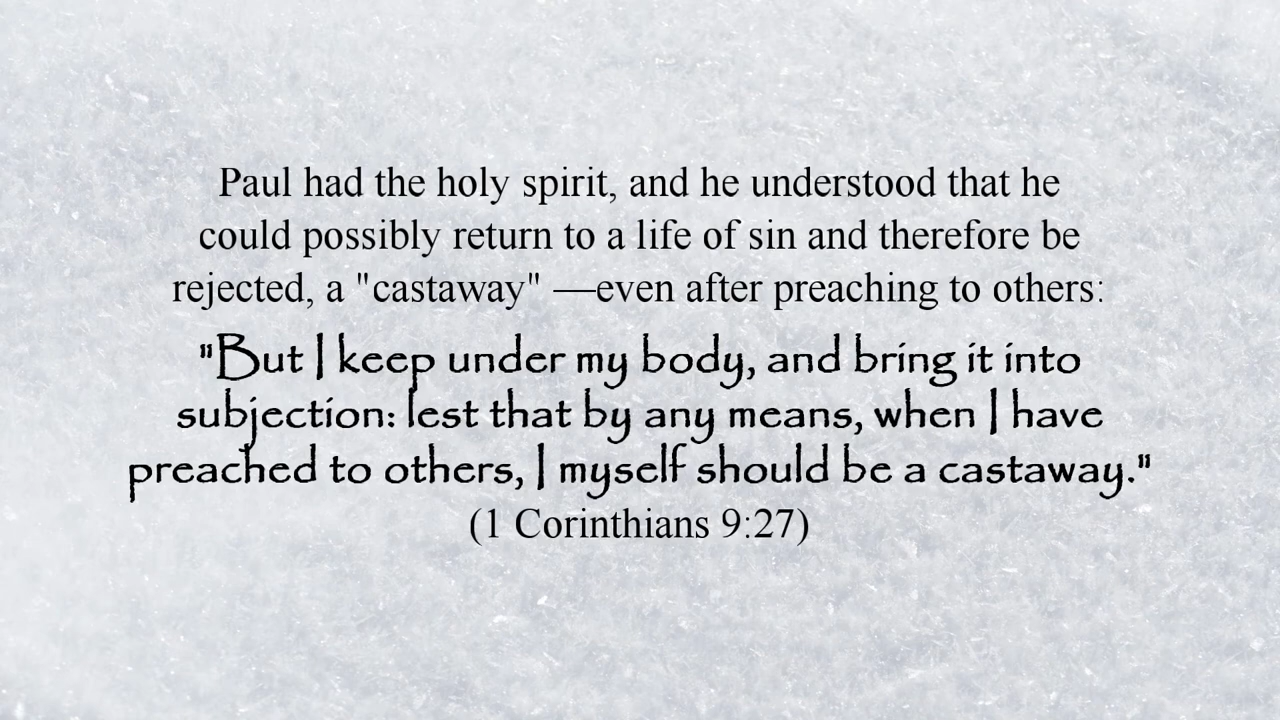 Paul had the holy spirit, and he understood that he
could possibly return to a life of sin and therefore be
rejected, a "castaway" —even after preaching to others:
"But I keep under my body, and bring it into
subjection: lest that by any means, when I have
preached to others, I myself should be a castaway."
(1 Corinthians 9:27)